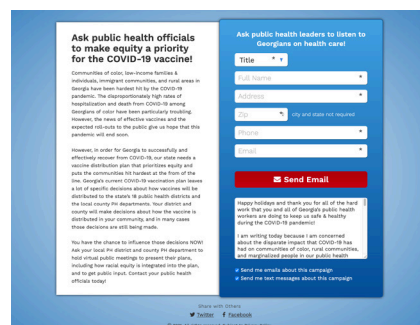 Ask public health officials
to make equity a priority
for the COVID-19 vaccine!
Communities of color, low-income families &
individuals, immigrant communities, and rural areas in
Georgia have been hardest hit by the COVID-19
pandemic. The disproportionately high rates of
hospitalization and death from COVID-19 among
Georgians of color have been particularly troubling.
However, the news of effective vaccines and the
expected roll-outs to the public give us hope that this
pandemic will end soon.
However, in order for Georgia to successfully and
effectively recover from COVID-19, our state needs a
vaccine distribution plan that prioritizes equity and
puts the communities hit hardest at the from of the
line. Georgia's current COVID-19 vaccination plan leaves
a lot of specific decisions about how vaccines will be
distributed to the state's 18 public health districts and
the local county PH departments. Your district and
county will make decisions about how the vaccine is
distributed in your community, and in many cases
those decisions are still being made.
You have the chance to influence those decisions NOW!
Ask your local PH district and county PH department to
hold virtual public meetings to present their plans,
including how racial equity is integrated into the plan,
and to get public input. Contact your public health
officials today!
Ask public health leaders to listen to
Georgians on health care!
Title *
Full Name *
Address *
Zip * city and state not required
Phone *
Email *
Send Email
Happy holidays and thank you for all of the hard
work that you and all of Georgia's public health
workers are doing to keep us safe & healthy
during the COVID-19 pandemic!
I am writing today because I am concerned
about the disparate impact that COVID-19 has
had on communities of color, rural communities,
and marginalized people in our public health
Send me emails about this campaign
Send me text messages about this campaign
Share with Others
Twitter Facebook